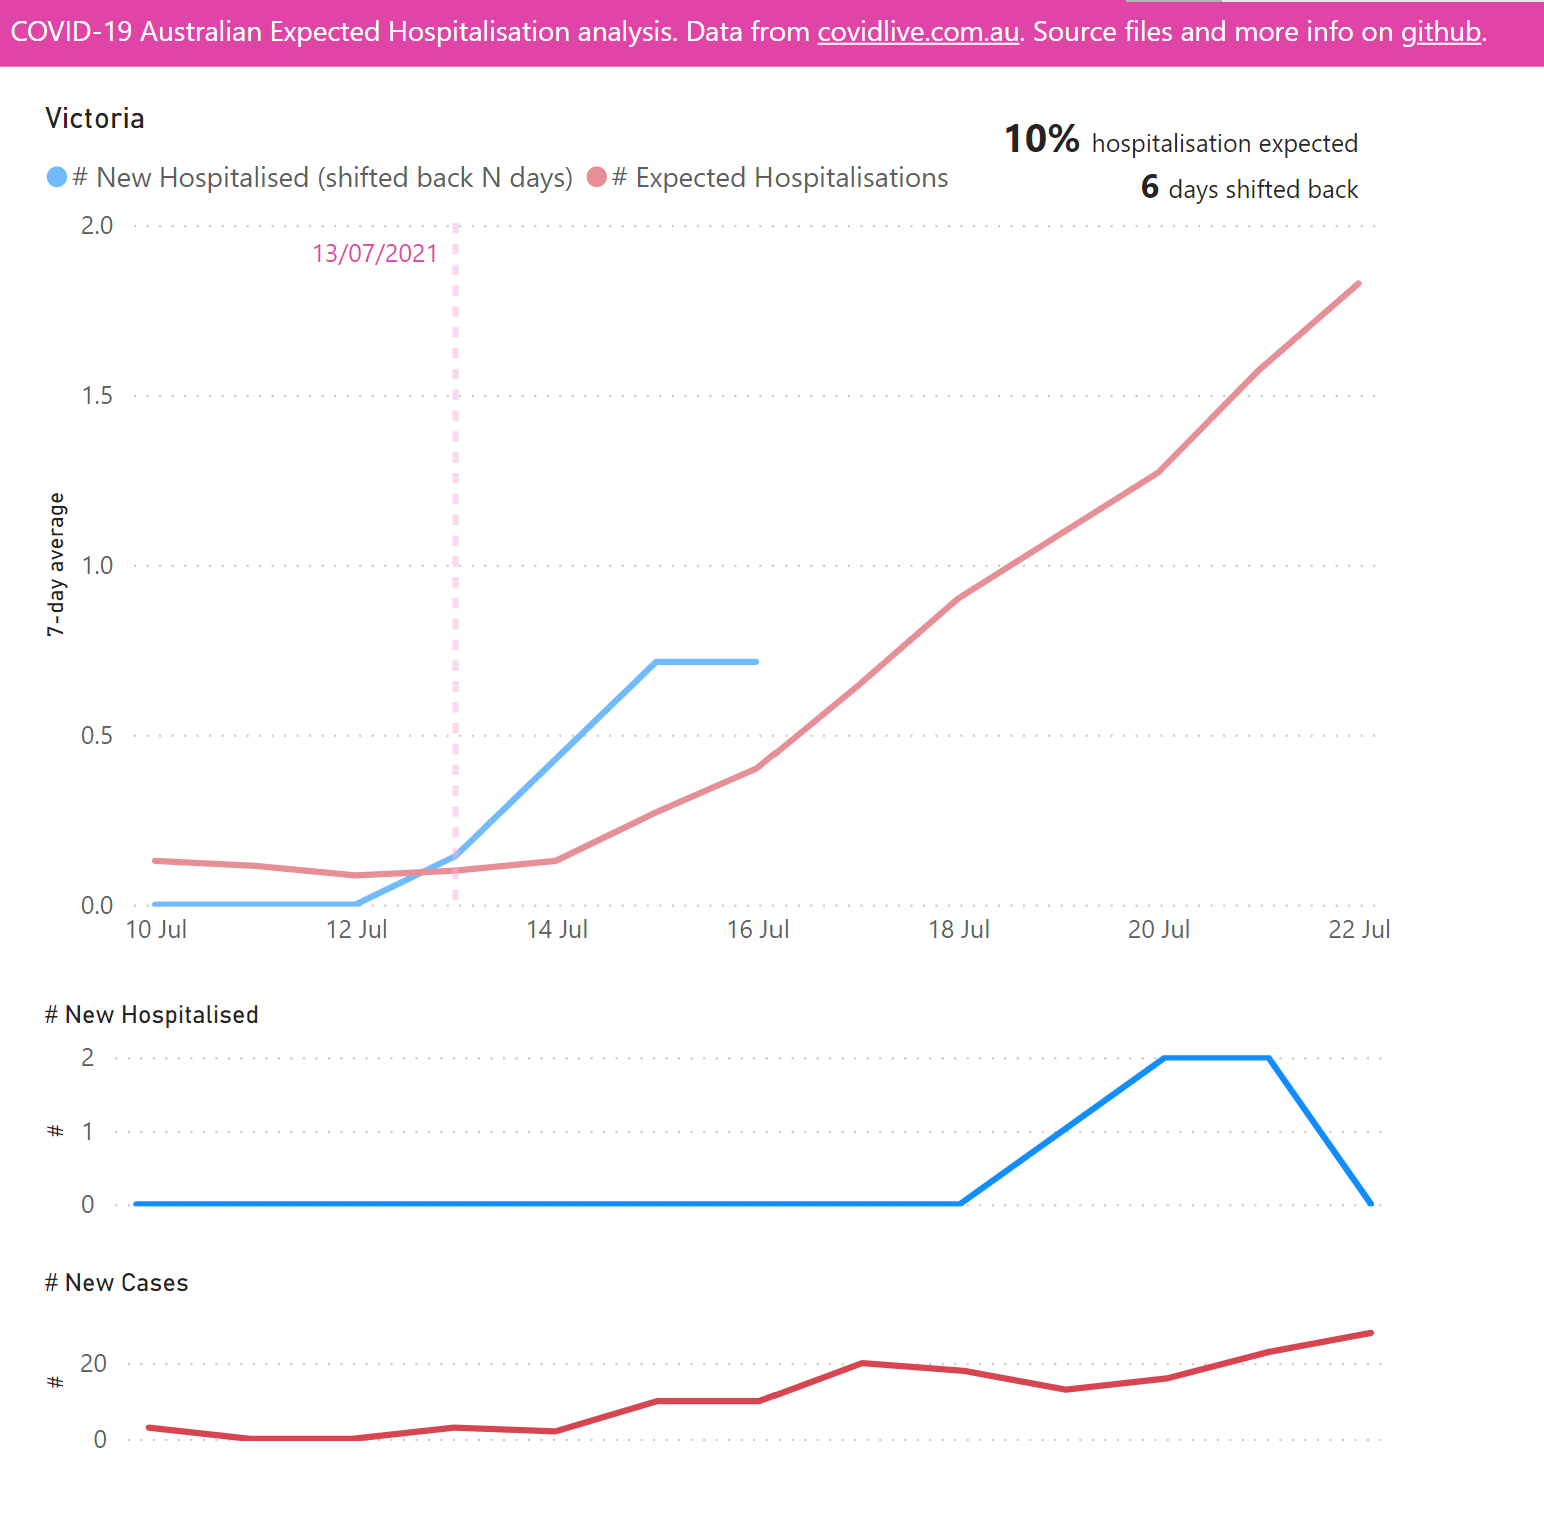 COVID-19 Australian Expected Hospitalisation analysis. Data from covidlive.com.au. Source files and more info on github.
Victoria
10% hospitalisation expected
# New Hospitalised (shifted back N days) # Expected Hospitalisations
6 days shifted back
2.0
13/07/2021
1.5
7-day average
1.0
0.5
0.0
10 Jul 12 Jul 14 Jul 16 Jul 18 Jul 20 Jul 22 Jul
# New Hospitalised
2
# 1
0
# New Cases
20
#
0